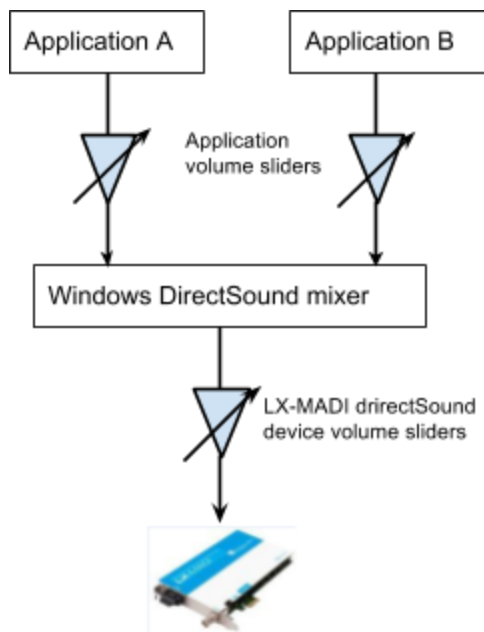 Application A
Application B
Application
volume sliders
Windows DirectSound mixer
LX-MADI drirectSound
device volume sliders